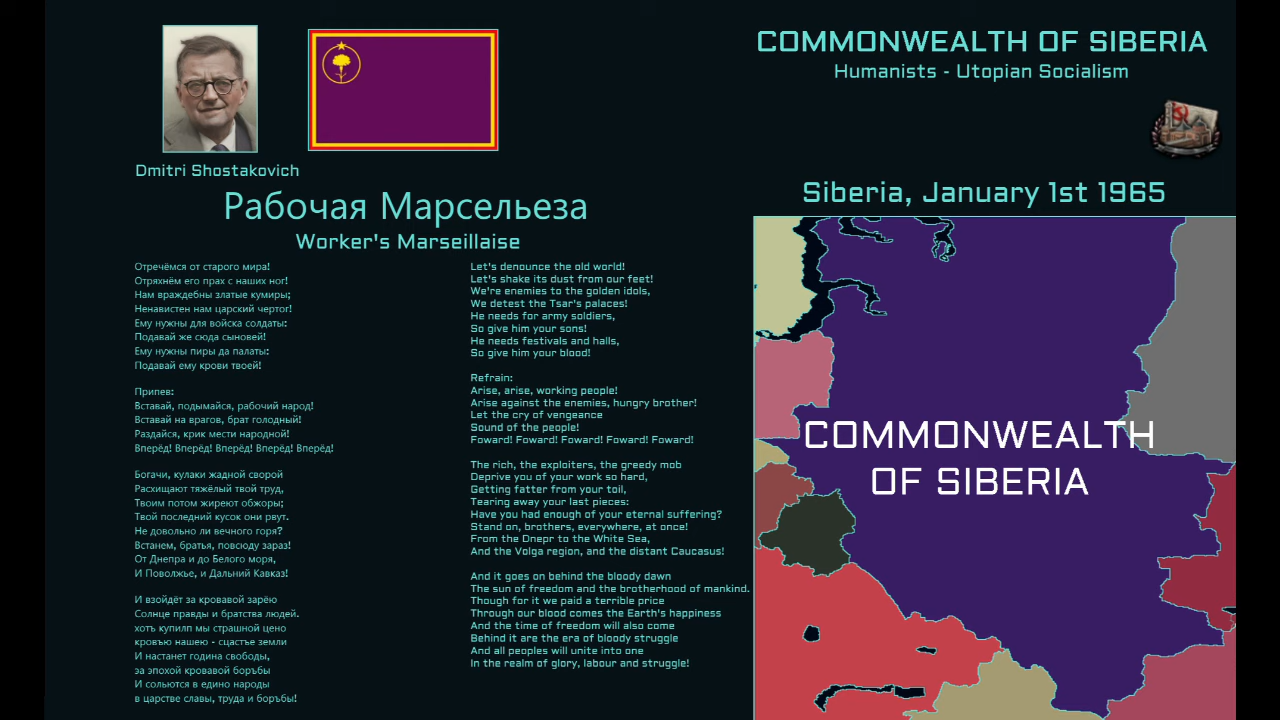 COMMONWEALTH OF SIBERIA
Humanists - Utopian Socialism
Dmitri Shostakovich
Рабочая Марсельеза
Worker's Marseillaise
Siberia, January 1st 1965
Отречёмся от старого мира!
Отряхнём его прах с наших ног!
Нам враждебны златые кумиры;
Ненавистен нам царский чертог!
Ему нужны для войска солдаты:
Подавай же сюда сыновей!
Ему нужны пиры да палаты:
Подавай ему крови твоей!
Припев:
Вставай, подымайся, рабочий народ!
Вставай на врагов, брат голодный!
Раздайся, крик мести народной!
Вперёд! Вперёд! Вперёд! Вперёд! Вперёд!
Богачи, кулаки жадной сворой
Расхищают тяжёлый твой труд,
Твоим потом жиреют обжоры;
Твой последний кусок они рвут.
Не довольно ли вечного горя?
Встанем, братья, повсюду зараз!
От Днепра и до Белого моря,
И Поволжье, и Дальний Кавказ!
И взойдёт за кровавой зарёю
Солнце правды и братства людей.
хоть купилп мы страшной цено
кровъю нашею - сцастъе земли
И настанет година свободы,
за эпохой кровавой боръбы
И сольются в едино народы
в царстве славы, труда и боръбы!
Let's denounce the old world!
Let's shake its dust from our feet!
We're enemies to the golden idols,
We detest the Tsar's palaces!
He needs for army soldiers,
So give him your sons!
He needs festivals and halls,
So give him your blood!
Refrain:
Arise, arise, working people!
Arise against the enemies, hungry brother!
Let the cry of vengeance
Sound of the people!
Foward! Foward! Foward! Foward! Foward!
The rich, the exploiters, the greedy mob
Deprive you of your work so hard,
Getting fatter from your toil,
Tearing away your last pieces:
Have you had enough of your eternal suffering?
Stand on, brothers, everywhere, at once!
From the Dnepr to the White Sea,
And the Volga region, and the distant Caucasus!
And it goes on behind the bloody dawn
The sun of freedom and the brotherhood of mankind.
Though for it we paid a terrible price
Through our blood comes the Earth's happiness
And the time of freedom will also come
Behind it are the era of bloody struggle
And all peoples will unite into one
In the realm of glory, labour and struggle!
COMMONWEALTH
OF SIBERIA